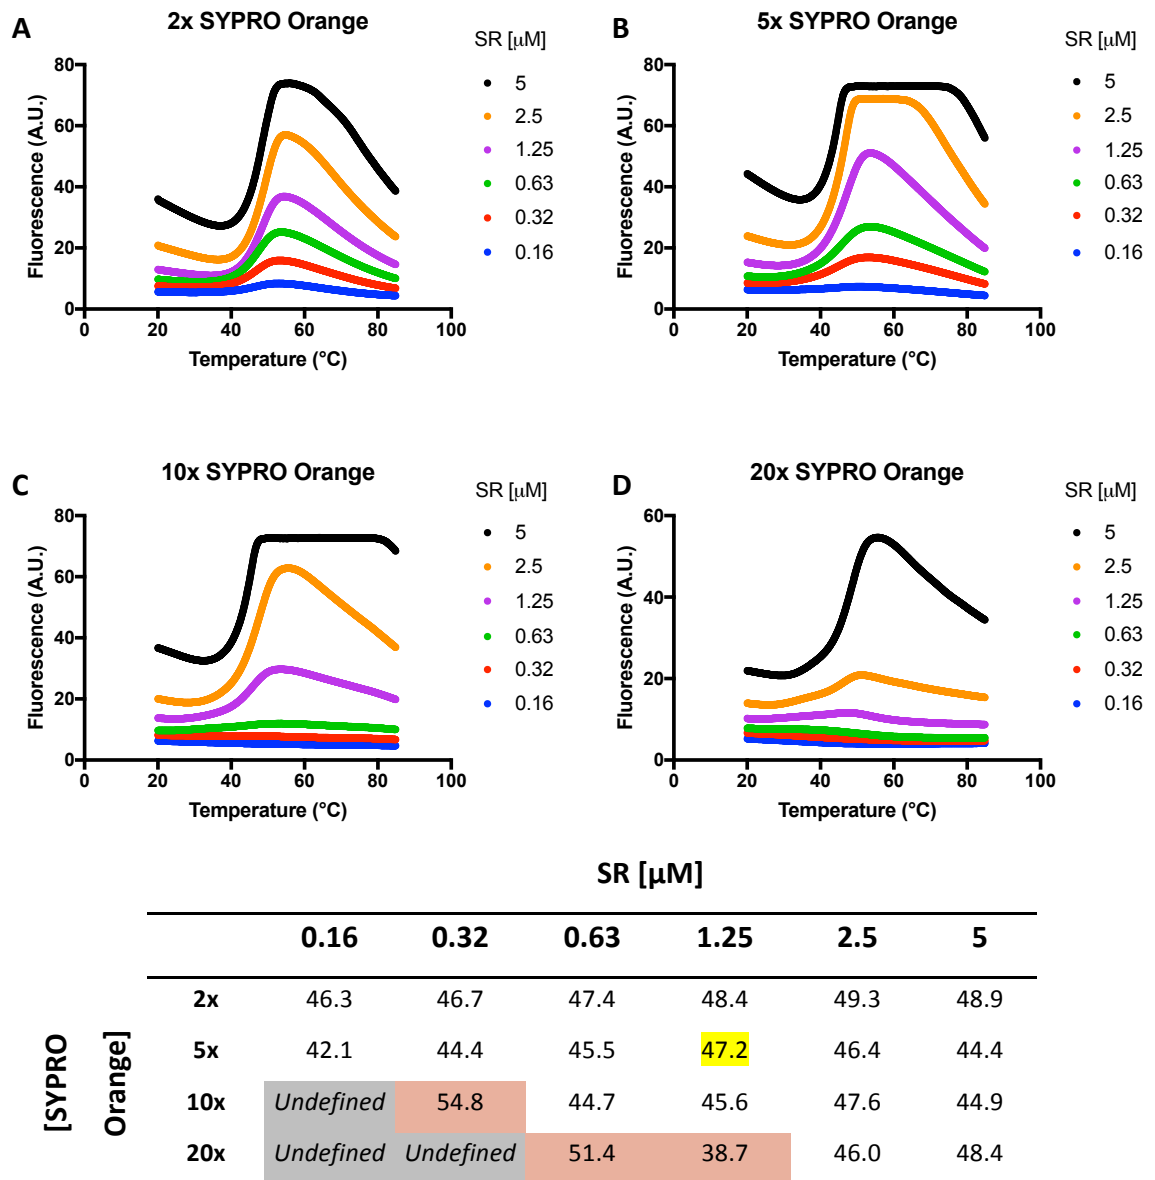 A
2x SYPRO Orange
SR [μM]
Fluorescence (A.U.)
80
60
40
20
0
0 20 40 60 80 100
Temperature (°C)
5
2.5
1.25
0.63
0.32
0.16
B
5x SYPRO Orange
SR [μM]
Fluorescence (A.U.)
80
60
40
20
0
0 20 40 60 80 100
Temperature (°C)
5
2.5
1.25
0.63
0.32
0.16
C
10x SYPRO Orange
SR [μM]
Fluorescence (A.U.)
80
60
40
20
0
0 20 40 60 80 100
Temperature (°C)
5
2.5
1.25
0.63
0.32
0.16
D
20x SYPRO Orange
SR [μM]
Fluorescence (A.U.)
60
40
20
0
0 20 40 60 80 100
Temperature (°C)
5
2.5
1.25
0.63
0.32
0.16
SR [μM]
0.16 0.32 0.63 1.25 2.5 5
[SYPRO
Orange]
2x 46.3 46.7 47.4 48.4 49.3 48.9
5x 42.1 44.4 45.5 47.2 46.4 44.4
10x Undefined 54.8 44.7 45.6 47.6 44.9
20x Undefined Undefined 51.4 38.7 46.0 48.4